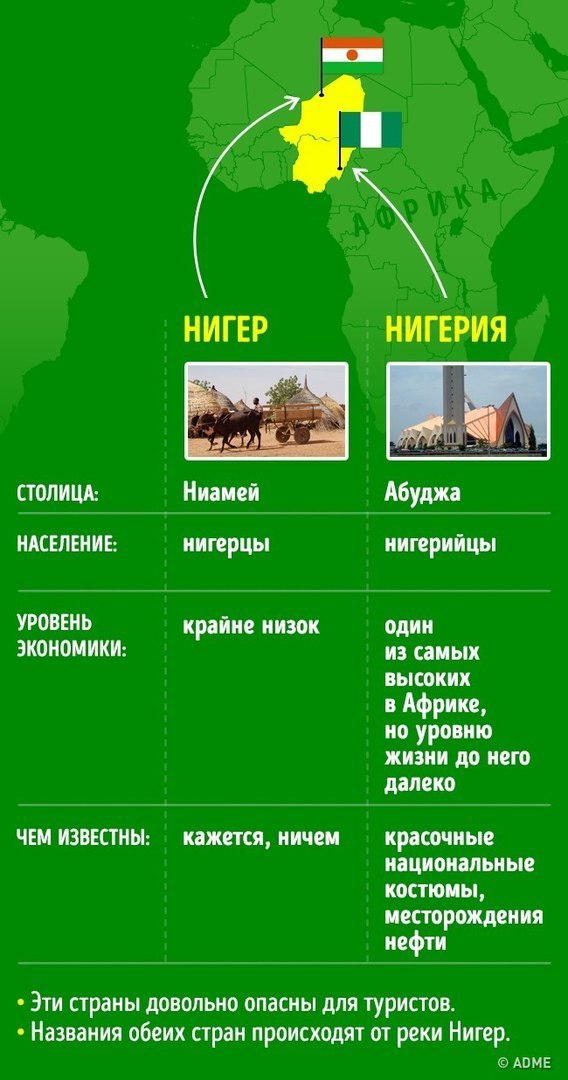 АФРИКА
НИГЕР
НИГЕРИЯ
СТОЛИЦА:
Ниамей
Абуджа
НАСЕЛЕНИЕ:
нигерцы
нигерийцы
УРОВЕНЬ
ЭКОНОМИКИ:
крайне низок
один
из самых
высоких
в Африке,
но уровню
жизни до него
далеко
ЧЕМ ИЗВЕСТНЫ:
кажется, ничем
красочные
национальные
костюмы,
месторождения
нефти
• Эти страны довольно опасны для туристов.
• Названия обеих стран происходят от реки Нигер.
© ADME